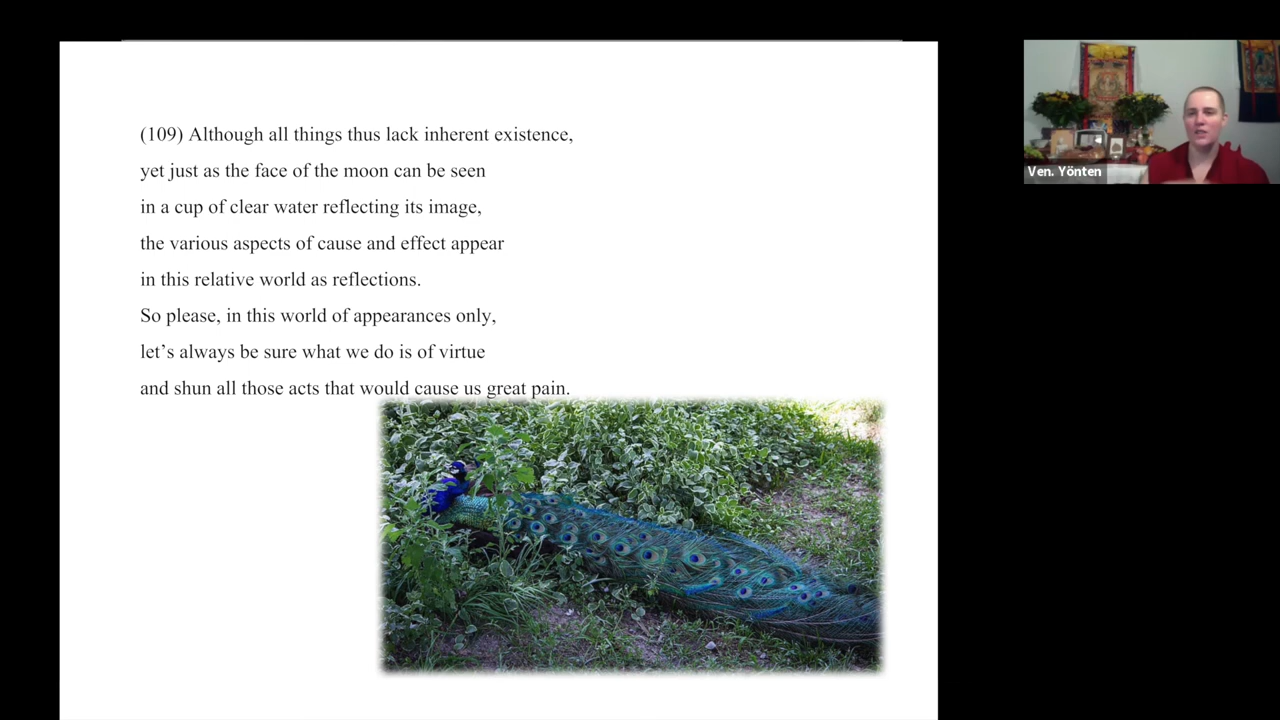 (109) Although all things thus lack inherent existence,
yet just as the face of the moon can be seen
in a cup of clear water reflecting its image,
the various aspects of cause and effect appear
in this relative world as reflections.
So please, in this world of appearances only,
let’s always be sure what we do is of virtue
and shun all those acts that would cause us great pain.
Ven. Yönten